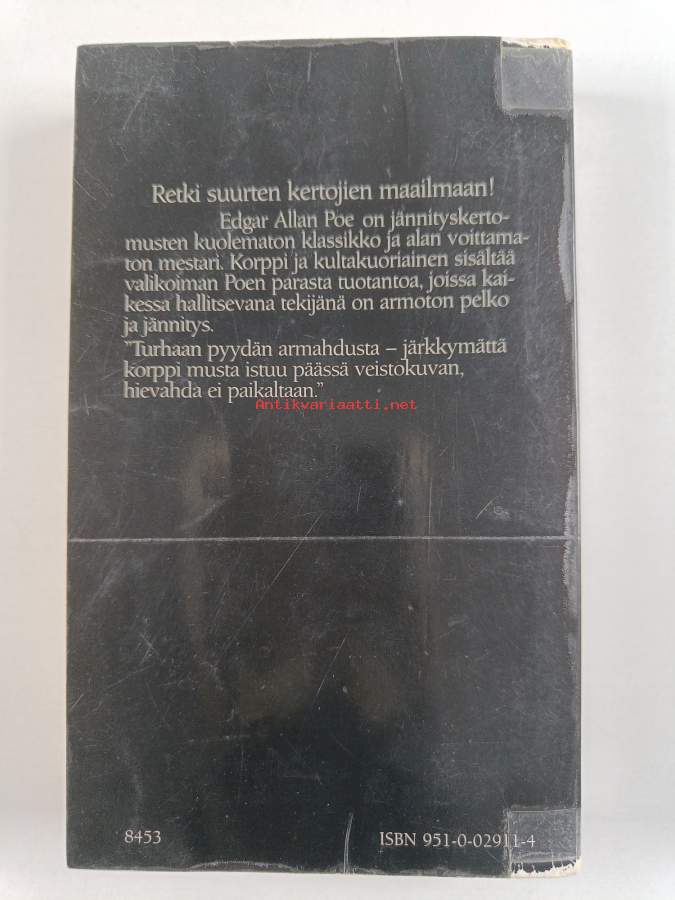 Retki suurten kertojien maailmaan!
Edgar Allan Poe on jännityskerto-
musten kuolematon klassikko ja alan voittama-
ton mestari. Korppi ja kultakuoriainen sisältää
valikoiman Poen parasta tuotantoa, joissa kai-
kessa hallitsevana tekijänä on armoton pelko
ja jännitys.
”Turhaan pyydän armahdusta – järkkymättä
korppi musta istuu päässä veistokuvan,
hievahda ei paikaltaan.”
Antikvariaatti.net
8453
ISBN 951-0-02911-4